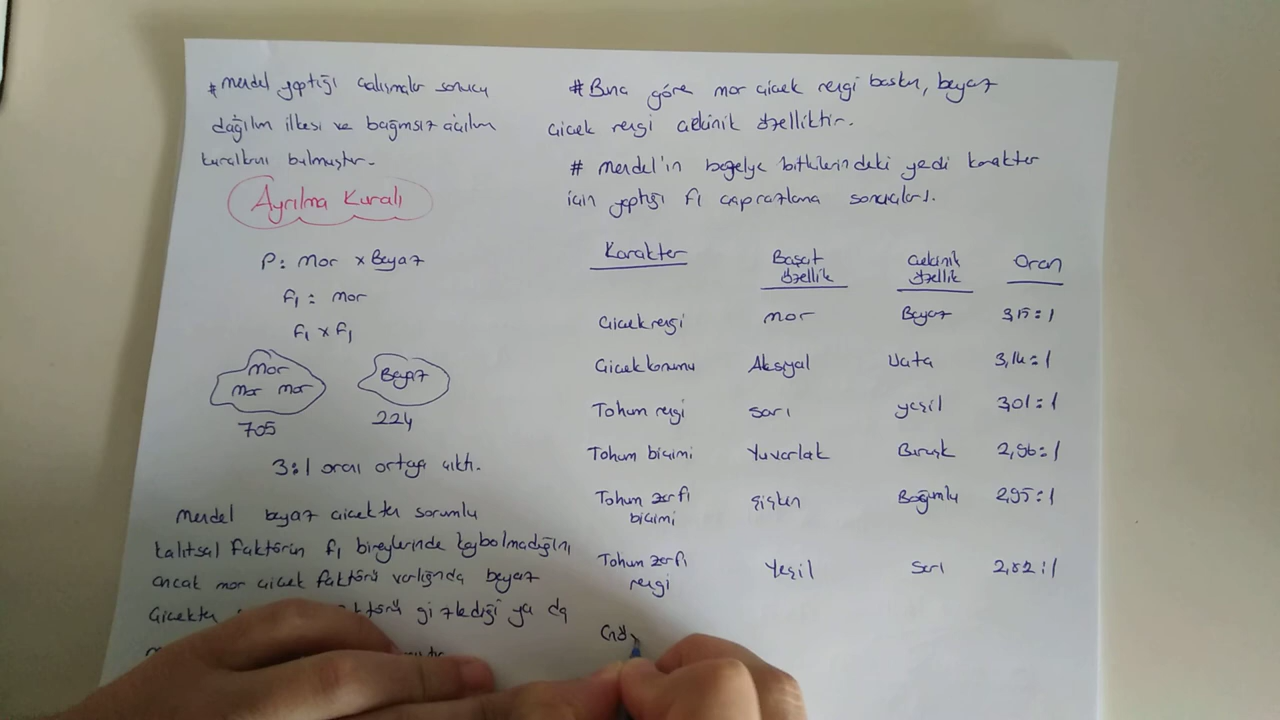 # Mendel yaptığı çalışmalar sonucu
dağılım ilkesi ve bağımsız açılım
kurallarını bulmuştur.
Ayrılma Kuralı
P: Mor x Beyaz
F1 : Mor
F1 x F1
Mor
Mor Mor
Beyaz
705
224
3:1 oranı ortaya çıktı.
Mendel beyaz çiçekten sorumlu
kalıtsal faktörün F1 bireylerinde kaybolmadığını,
ancak mor çiçek faktörü varlığında beyaz
çiçekten
gizlediği ya da
# Buna göre mor çiçek rengi baskın, beyaz
çiçek rengi çekinik özelliktir.
# Mendel'in bezelye bitkilerindeki yedi karakter
için yaptığı F1 çaprazlama sonuçları.
Karakter Başat özellik Çekinik özellik Oran
Çiçek rengi Mor Beyaz 3,15:1
Çiçek konumu Aksiyal Uçta 3,14:1
Tohum rengi Sarı Yeşil 3,01:1
Tohum biçimi Yuvarlak Buruşuk 2,96:1
Tohum zarfı biçimi Şişkin Boğumlu 2,95:1
Tohum zarfı rengi Yeşil Sarı 2,82:1